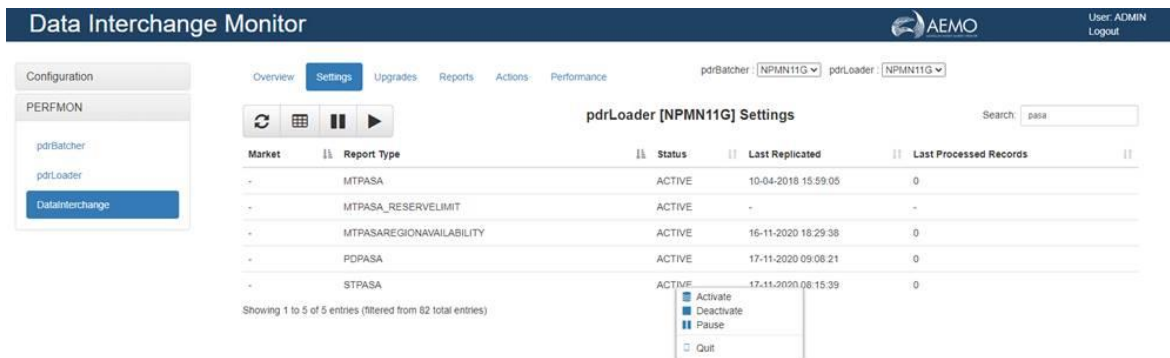 Data Interchange Monitor
AEMO
User: ADMIN
Logout
Configuration
PERFMON
pdrBatcher
pdrLoader
DataInterchange
Overview Settings Upgrades Reports Actions Performance
pdrBatcher : NPMN11G pdrLoader : NPMN11G
pdrLoader [NPMN11G] Settings
Search: pasa
Market Report Type Status Last Replicated Last Processed Records
- MTPASA ACTIVE 10-04-2018 15:59:05 0
- MTPASA_RESERVELIMIT ACTIVE - -
- MTPASAREGIONAVAILABILITY ACTIVE 16-11-2020 18:29:38 0
- PDPASA ACTIVE 17-11-2020 09:08:21 0
- STPASA ACTIVE 17-11-2020 08:15:39 0
Showing 1 to 5 of 5 entries (filtered from 82 total entries)
Activate
Deactivate
Pause
Quit